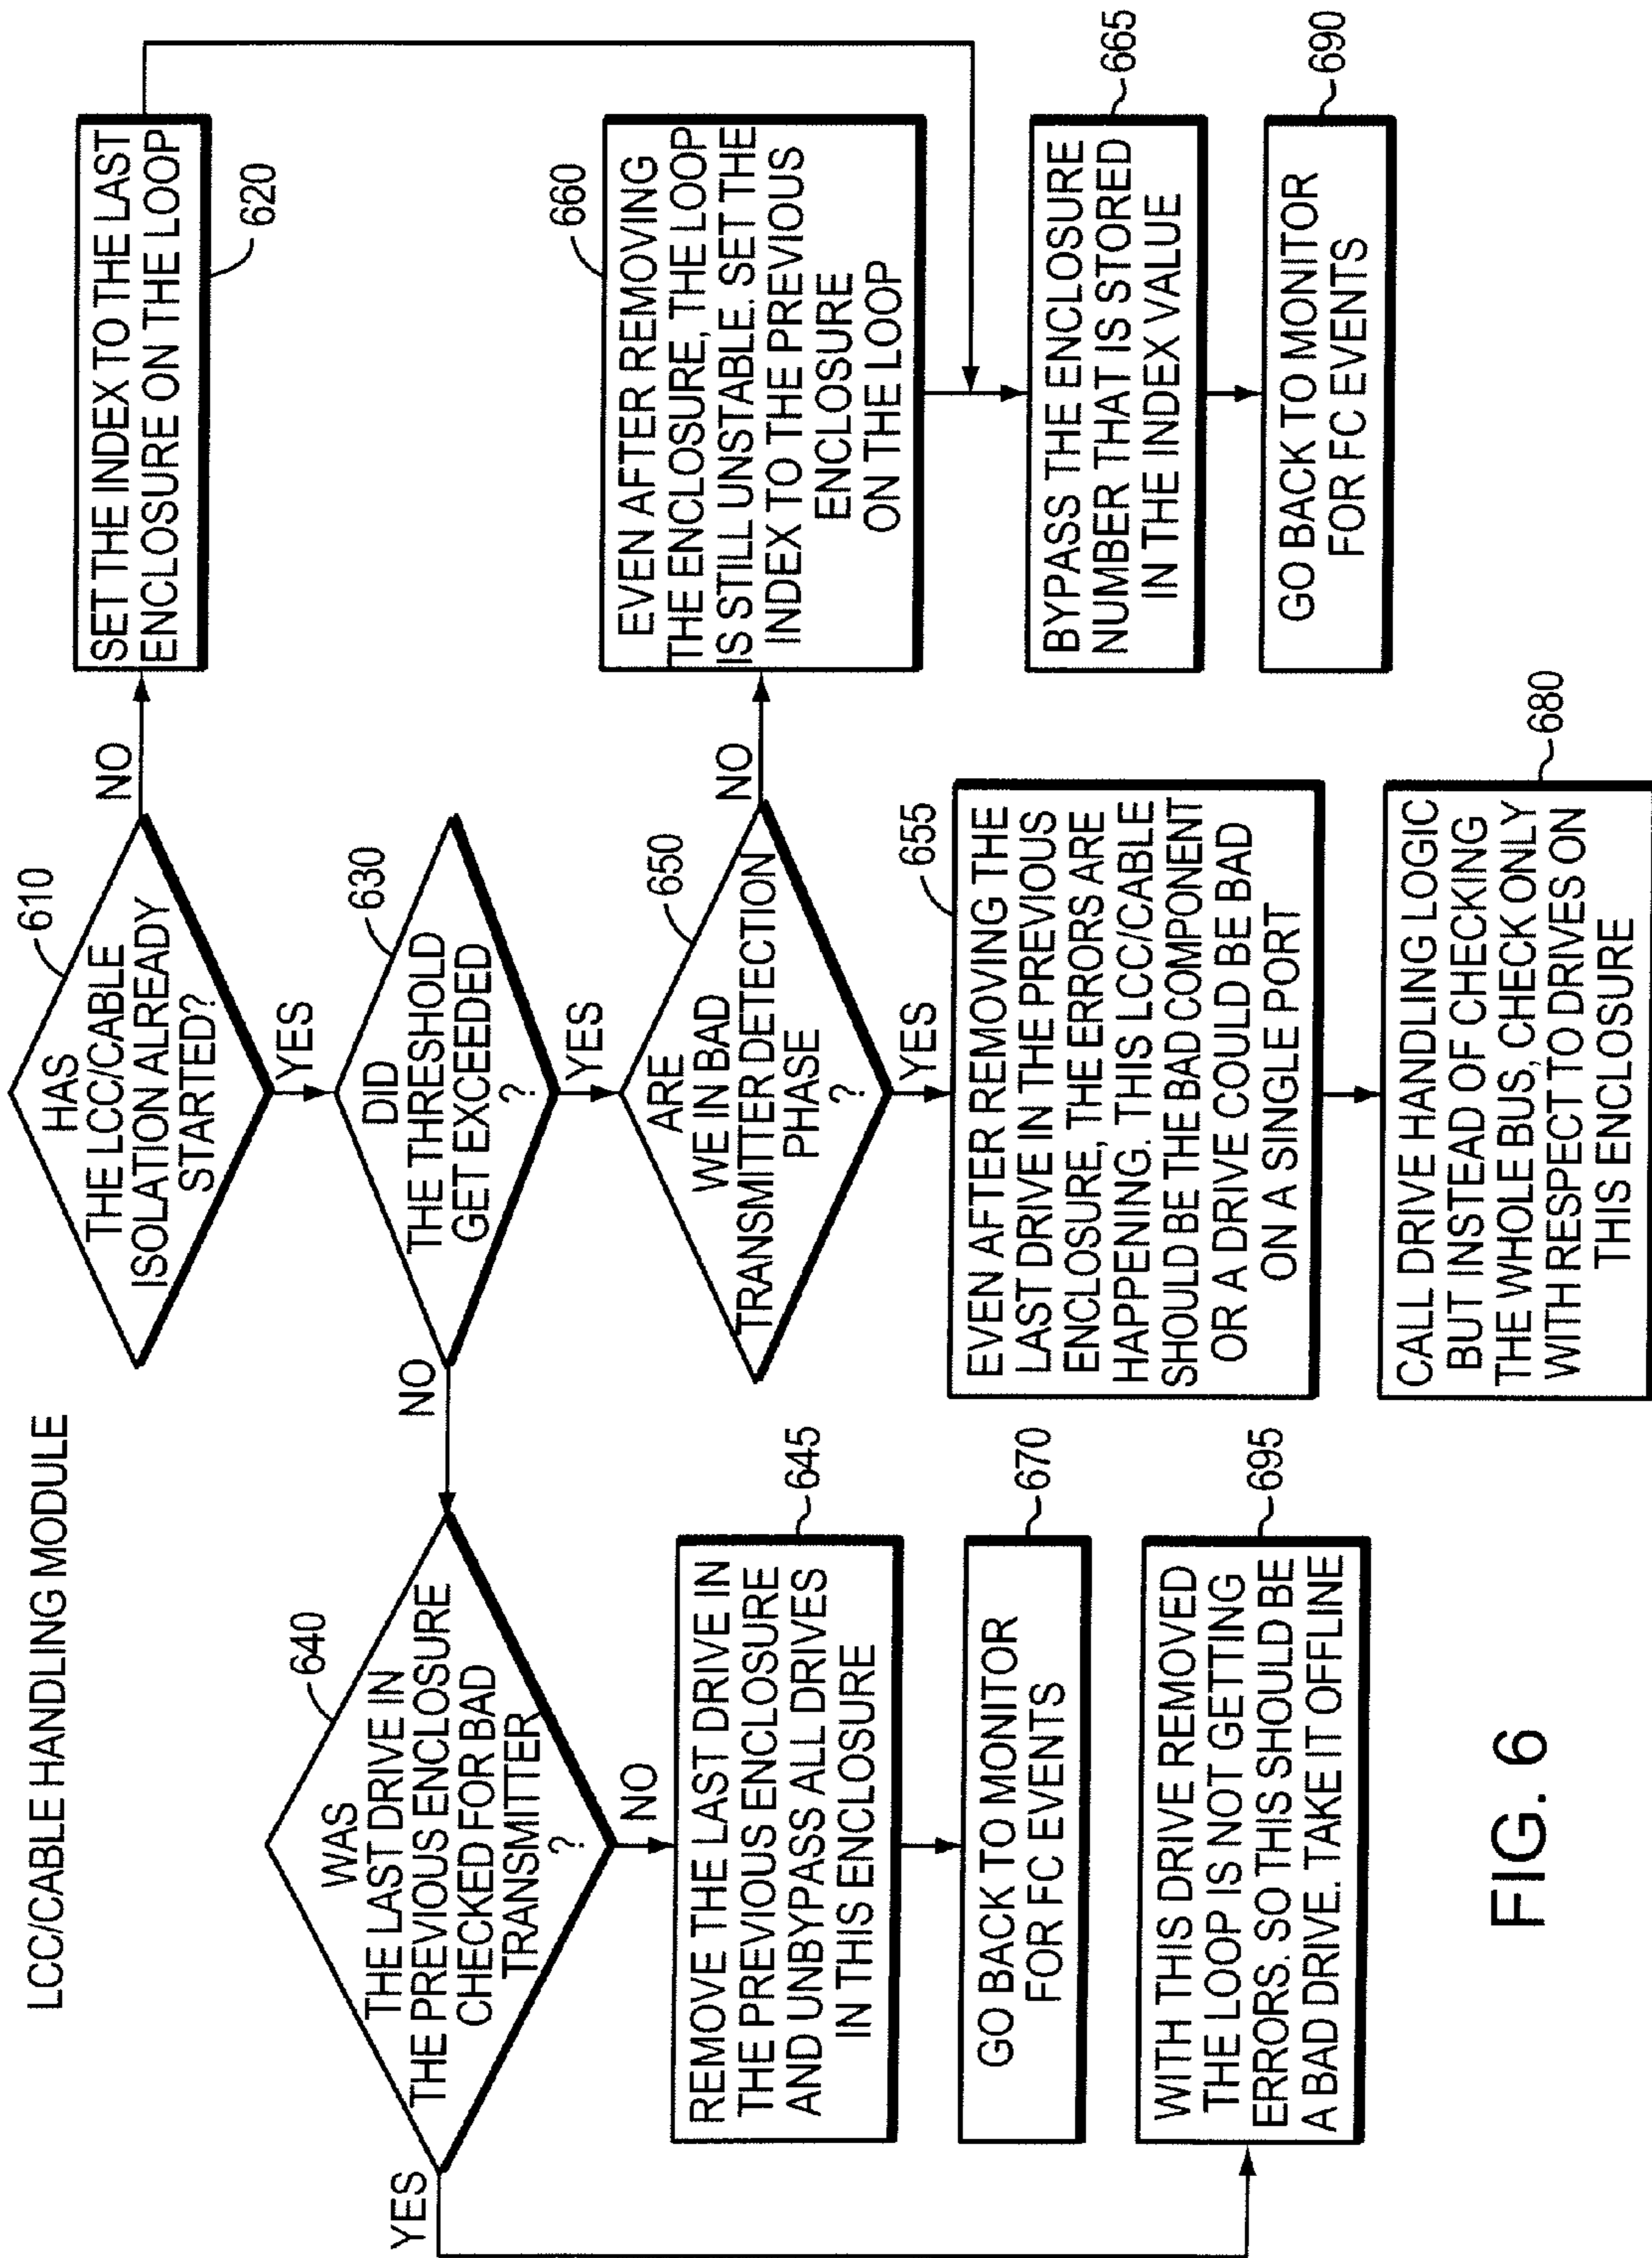 LCC/CABLE HANDLING MODULE
610
HAS
THE LCC/CABLE
ISOLATION ALREADY
STARTED?
NO
YES
SET THE INDEX TO THE LAST
ENCLOSURE ON THE LOOP
620
630
DID
THE THRESHOLD
GET EXCEEDED
?
NO
YES
640
WAS
THE LAST DRIVE IN
THE PREVIOUS ENCLOSURE
CHECKED FOR BAD
TRANSMITTER
?
YES
NO
650
ARE
WE IN BAD
TRANSMITTER DETECTION
PHASE
?
NO
YES
660
EVEN AFTER REMOVING
THE ENCLOSURE, THE LOOP
IS STILL UNSTABLE. SET THE
INDEX TO THE PREVIOUS
ENCLOSURE
ON THE LOOP
REMOVE THE LAST DRIVE IN
THE PREVIOUS ENCLOSURE
AND UNBYPASS ALL DRIVES
IN THIS ENCLOSURE
645
EVEN AFTER REMOVING THE
LAST DRIVE IN THE PREVIOUS
ENCLOSURE, THE ERRORS ARE
HAPPENING. THIS LCC/CABLE
SHOULD BE THE BAD COMPONENT
OR A DRIVE COULD BE BAD
ON A SINGLE PORT
655
BYPASS THE ENCLOSURE
NUMBER THAT IS STORED
IN THE INDEX VALUE
665
GO BACK TO MONITOR
FOR FC EVENTS
670
GO BACK TO MONITOR
FOR FC EVENTS
690
WITH THIS DRIVE REMOVED
THE LOOP IS NOT GETTING
ERRORS. SO THIS SHOULD BE
A BAD DRIVE. TAKE IT OFFLINE
695
CALL DRIVE HANDLING LOGIC
BUT INSTEAD OF CHECKING
THE WHOLE BUS, CHECK ONLY
WITH RESPECT TO DRIVES ON
THIS ENCLOSURE
680
FIG. 6